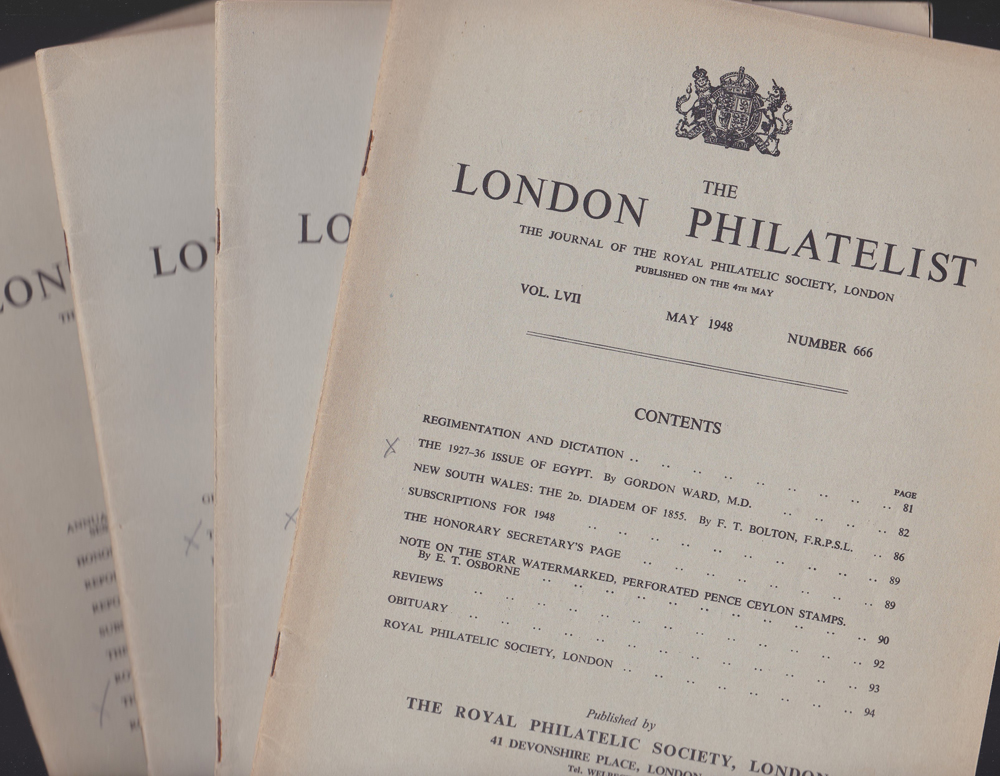 THE
LONDON PHILATELIST
THE JOURNAL OF THE ROYAL PHILATELIC SOCIETY, LONDON
PUBLISHED ON THE 4TH MAY
VOL. LVII MAY 1948 NUMBER 666
CONTENTS
PAGE
REGIMENTATION AND DICTATION .. .. .. .. .. .. .. .. .. 81
THE 1927-36 ISSUE OF EGYPT. By GORDON WARD, M.D. .. .. .. .. 82
NEW SOUTH WALES: THE 2D. DIADEM OF 1855. By F. T. BOLTON, F.R.P.S.L. .. 86
SUBSCRIPTIONS FOR 1948 .. .. .. .. .. .. .. .. 89
THE HONORARY SECRETARY'S PAGE .. .. .. .. .. .. .. 89
NOTE ON THE STAR WATERMARKED, PERFORATED PENCE CEYLON STAMPS.
By E. T. OSBORNE .. .. .. .. .. .. .. .. .. 90
REVIEWS .. .. .. .. .. .. .. .. .. .. 92
OBITUARY .. .. .. .. .. .. .. .. .. .. 93
ROYAL PHILATELIC SOCIETY, LONDON .. .. .. .. .. .. 94
Published by
THE ROYAL PHILATELIC SOCIETY, LONDON
41 DEVONSHIRE PLACE, LONDON
LO
LO
LON